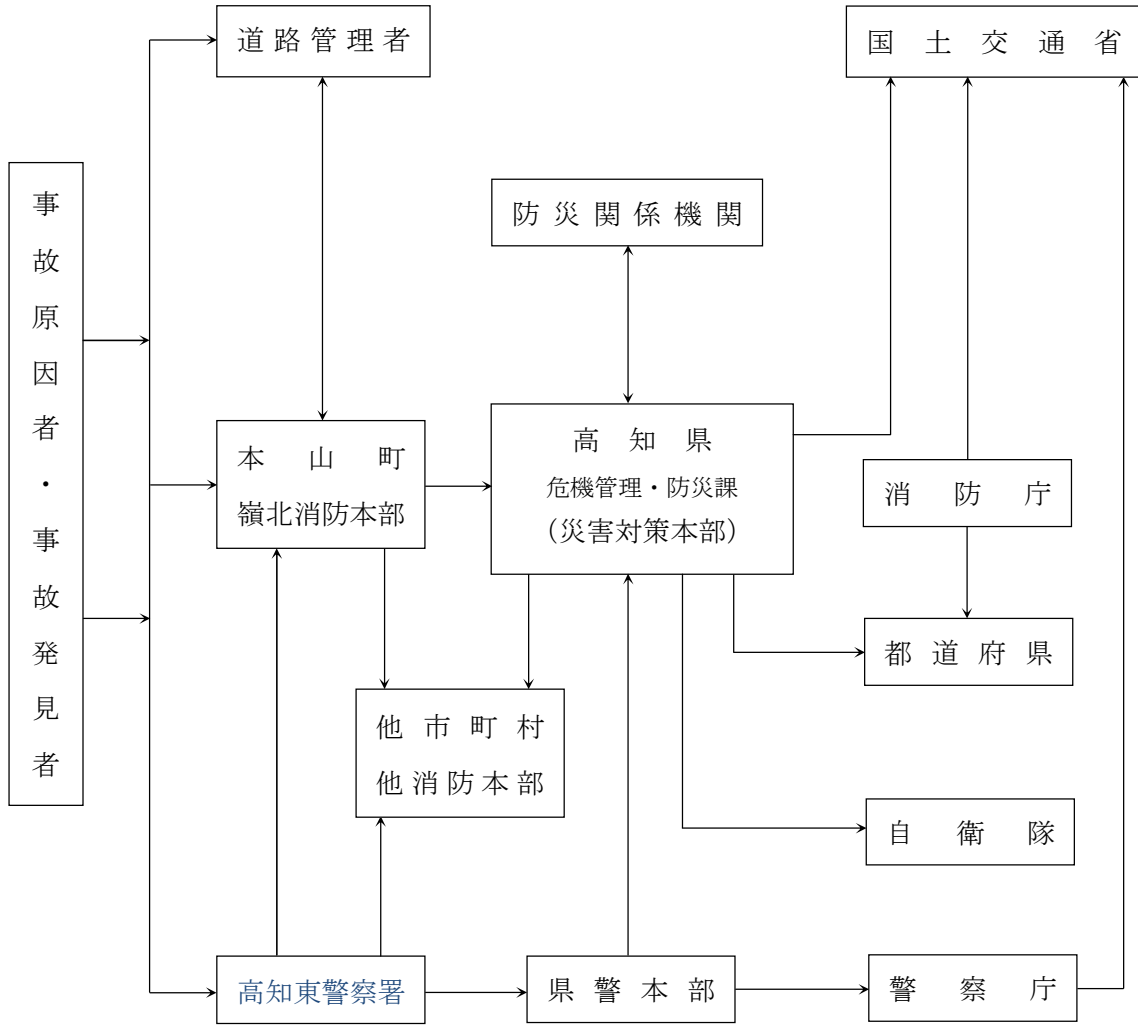 道路管理者
国土交通省
事故原因者・事故発見者
防災関係機関
本山町
嶺北消防本部
高知県
危機管理・防災課
（災害対策本部）
消防庁
都道府県
他市町村
他消防本部
自衛隊
高知東警察署
県警本部
警察庁